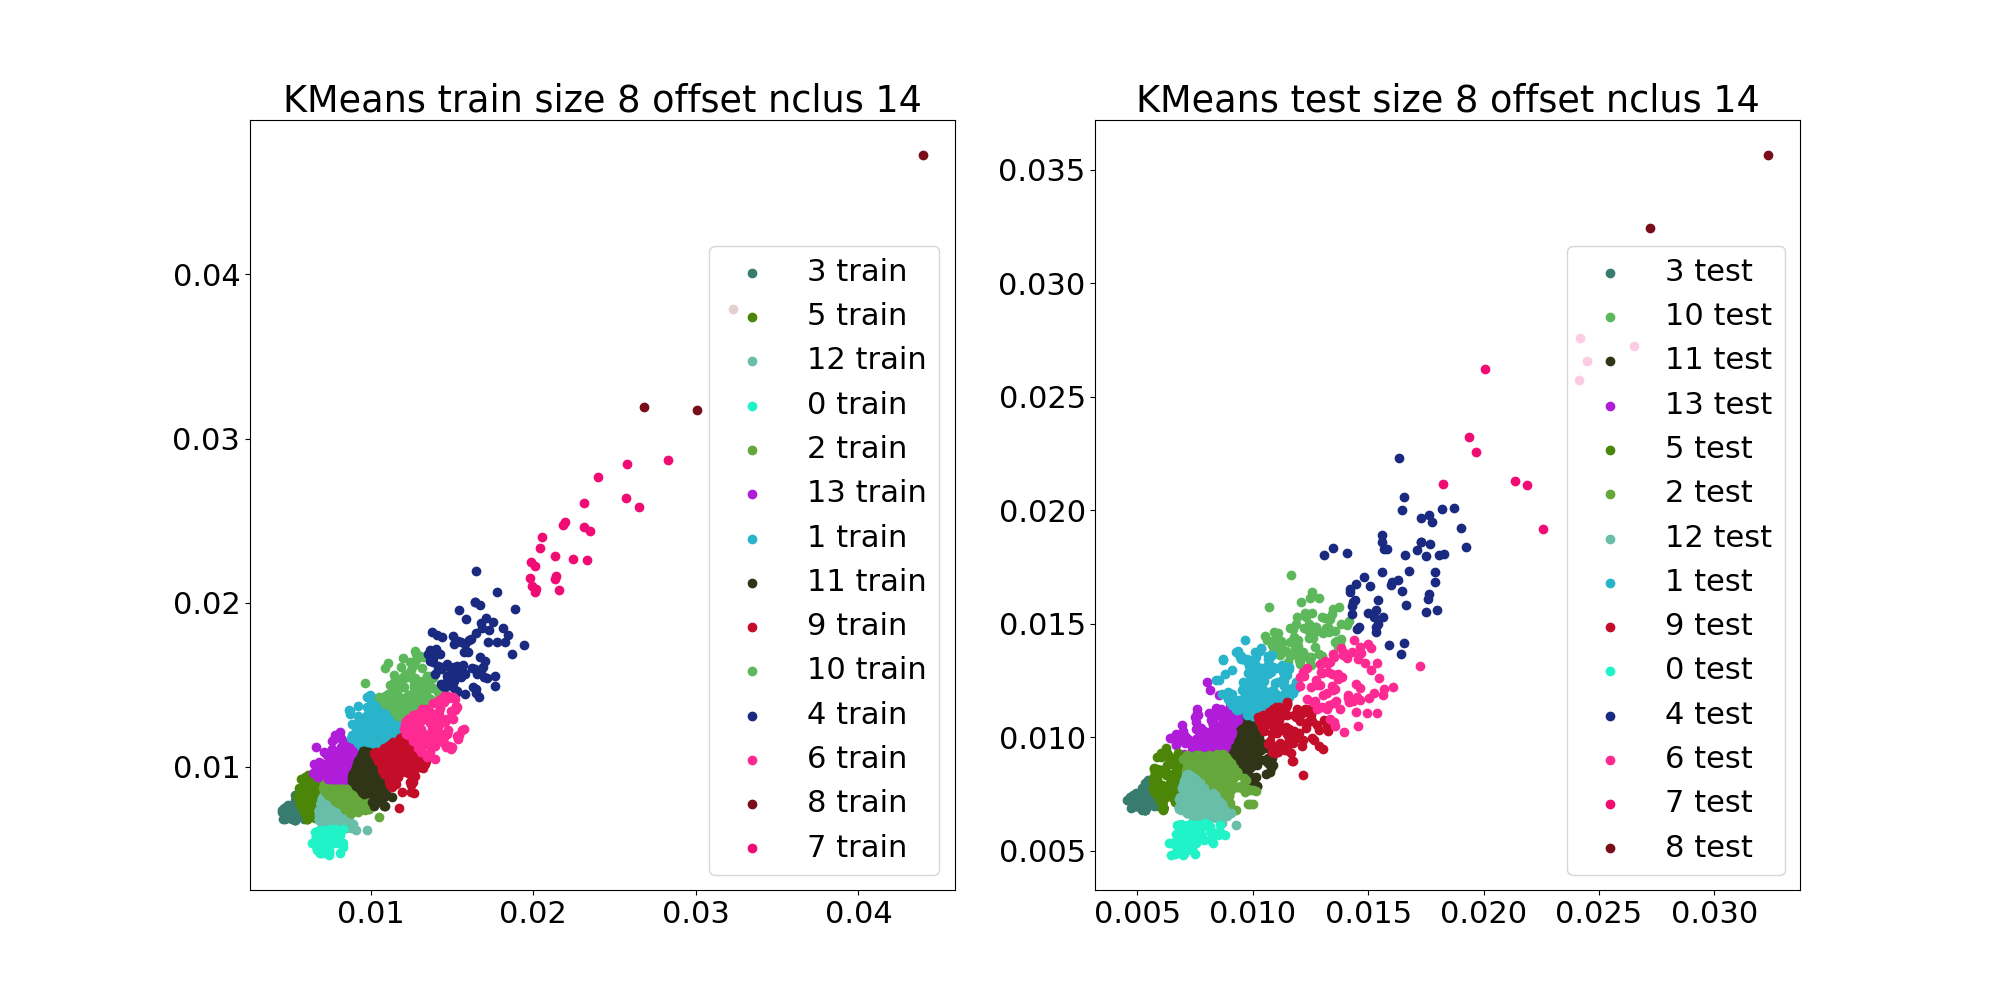 KMeans train size 8 offset nclus 14
0.04
0.03
0.02
0.01
0.01 0.02 0.03 0.04
3 train
5 train
12 train
0 train
2 train
13 train
1 train
11 train
9 train
10 train
4 train
6 train
8 train
7 train
KMeans test size 8 offset nclus 14
0.035
0.030
0.025
0.020
0.015
0.010
0.005
0.005 0.010 0.015 0.020 0.025 0.030
3 test
10 test
11 test
13 test
5 test
2 test
12 test
1 test
9 test
0 test
4 test
6 test
7 test
8 test